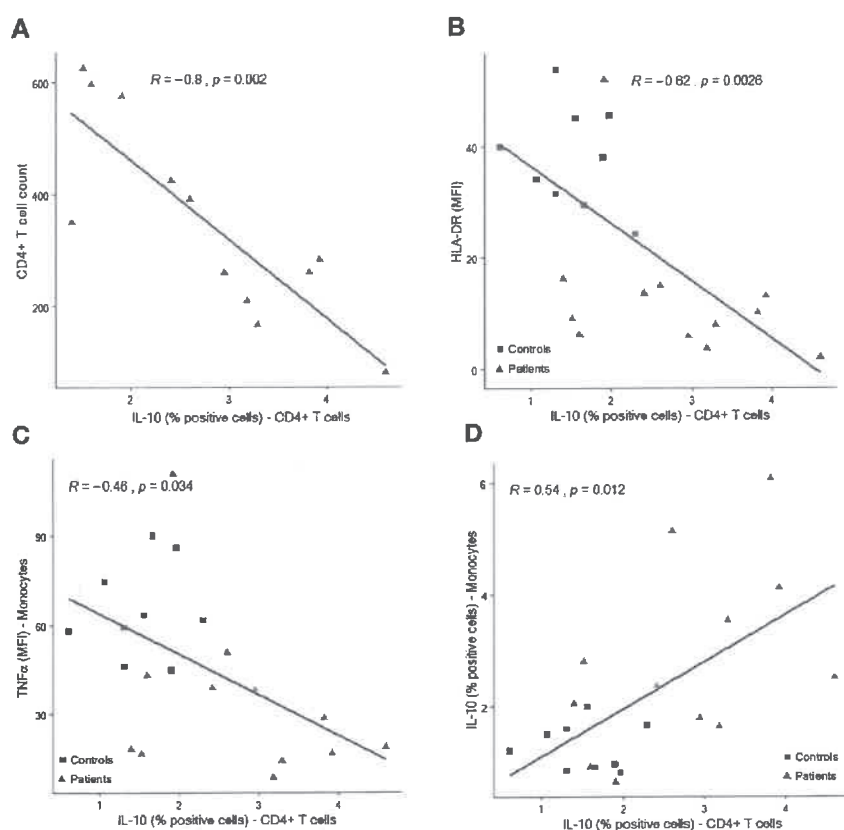 A
R = −0.8 , p = 0.002
600
400
200
CD4+ T cell count
2
3
4
IL-10 (% positive cells) - CD4+ T cells
B
R = −0.62 , p = 0.0026
40
20
0
HLA-DR (MFI)
Controls
Patients
1
2
3
4
IL-10 (% positive cells) - CD4+ T cells
C
R = −0.46 , p = 0.034
90
60
30
TNFα (MFI) - Monocytes
Controls
Patients
1
2
3
4
IL-10 (% positive cells) - CD4+ T cells
D
R = 0.54 , p = 0.012
6
4
2
IL-10 (% positive cells) - Monocytes
Controls
Patients
1
2
3
4
IL-10 (% positive cells) - CD4+ T cells